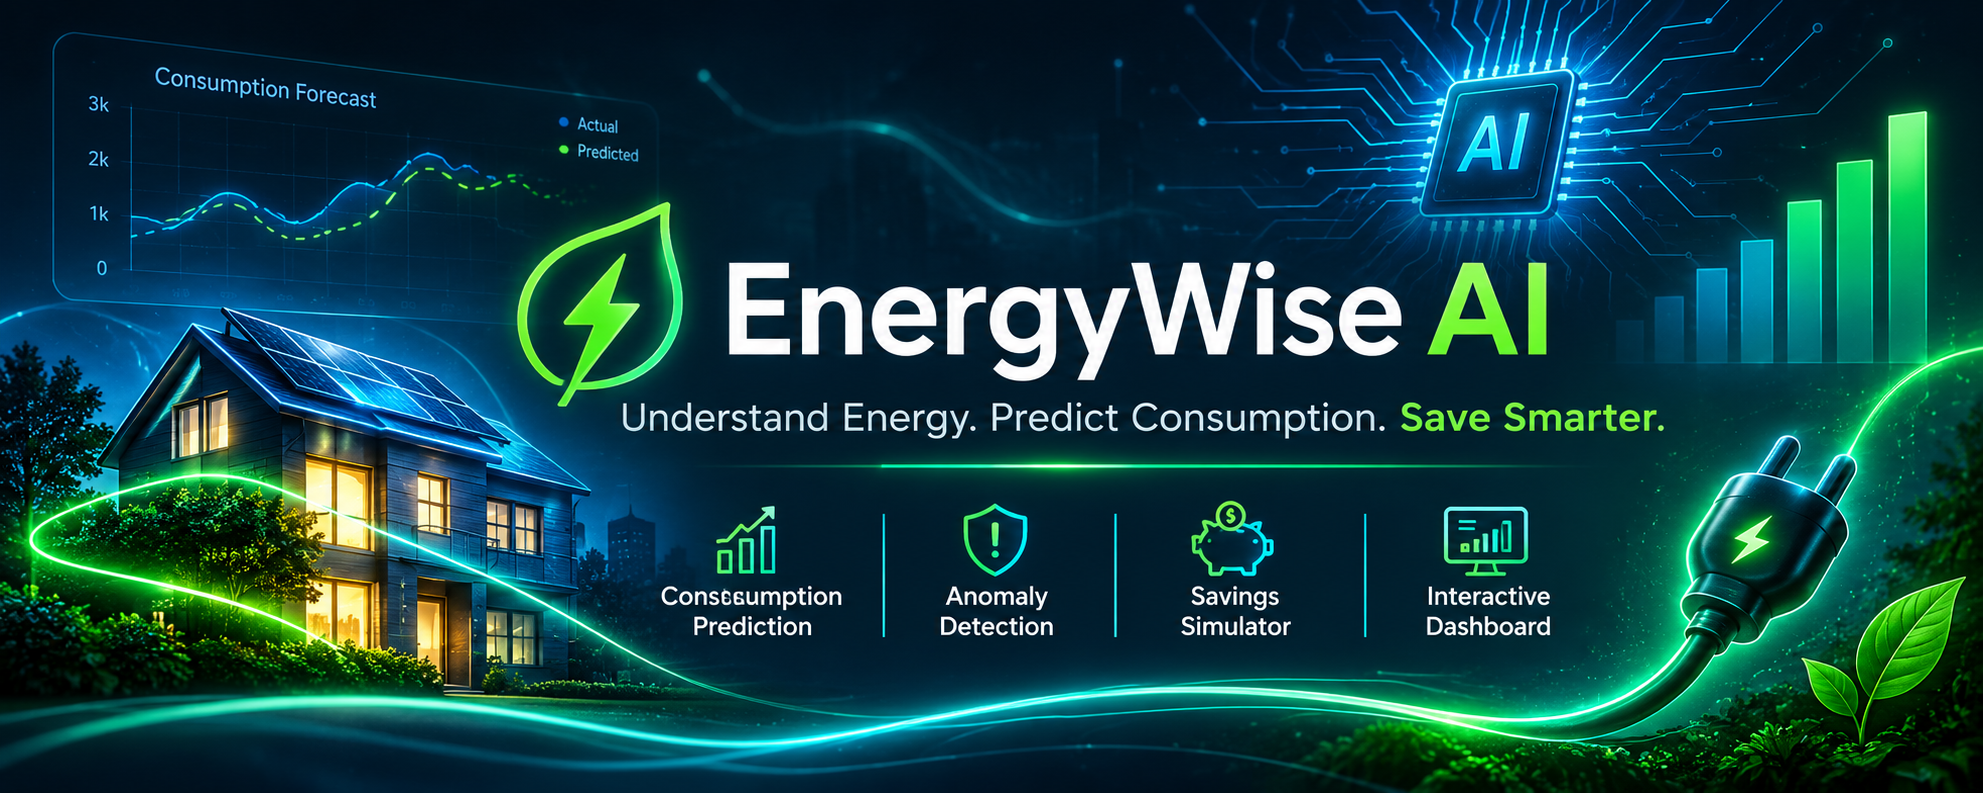 Consumption Forecast
3k
2k
1k
0
Actual
Predicted
AI
EnergyWise AI
Understand Energy. Predict Consumption. Save Smarter.
Prediction
Anomaly
Detection
$
Savings
Simulator
Interactive
Dashboard